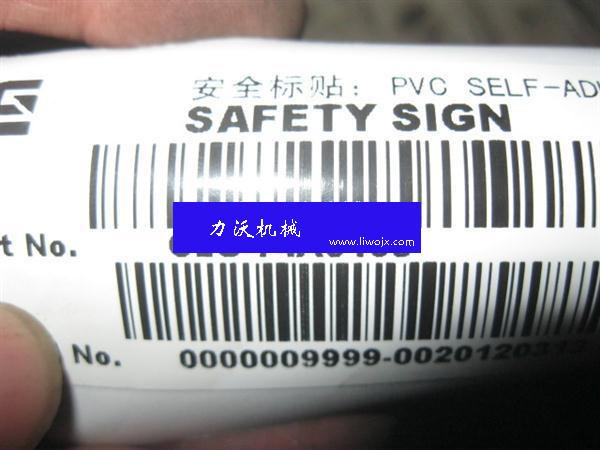 安全标贴: PVC SELF-AD
SAFETY SIGN
力沃机械
www.liwojx.com
t No.
No. 0000009999-0020120313